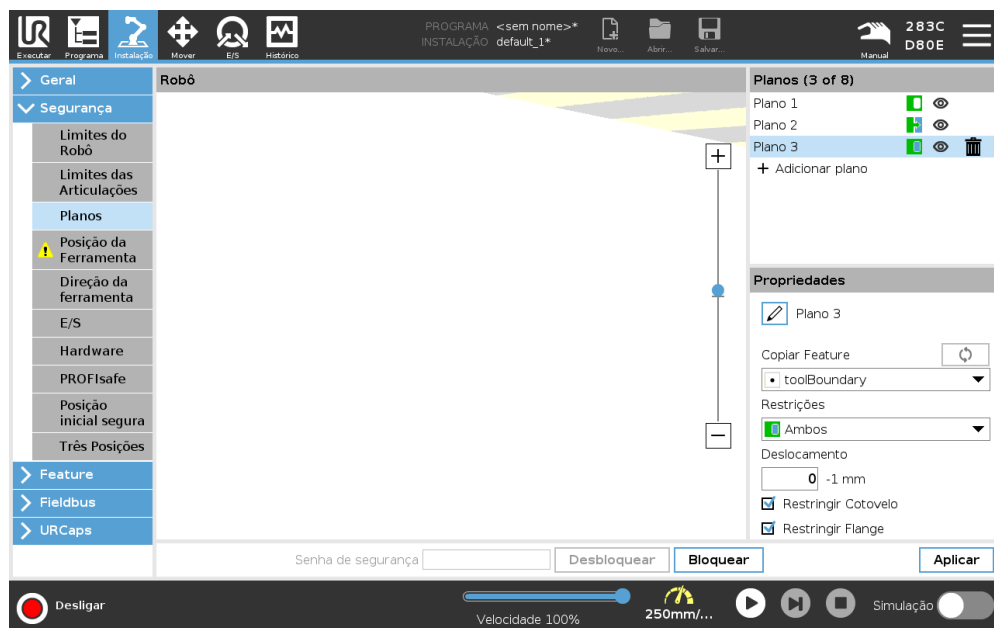 PROGRAMA <sem nome>*
INSTALAÇÃO default_1*
Executar Programa Instalação Mover E/S Histórico
Novo... Abrir... Salvar...
Manual
283C
D80E
Geral
Segurança
Limites do
Robô
Limites das
Articulações
Planos
Posição da
Ferramenta
Direção da
ferramenta
E/S
Hardware
PROFIsafe
Posição
inicial segura
Três Posições
Feature
Fieldbus
URCaps
Robô
Planos (3 of 8)
Plano 1
Plano 2
Plano 3
+ Adicionar plano
Propriedades
Plano 3
Copiar Feature
toolBoundary
Restrições
Ambos
Deslocamento
0 -1 mm
Restringir Cotovelo
Restringir Flange
Senha de segurança Desbloquear Bloquear Aplicar
Desligar
Velocidade 100%
250mm/...
Simulação